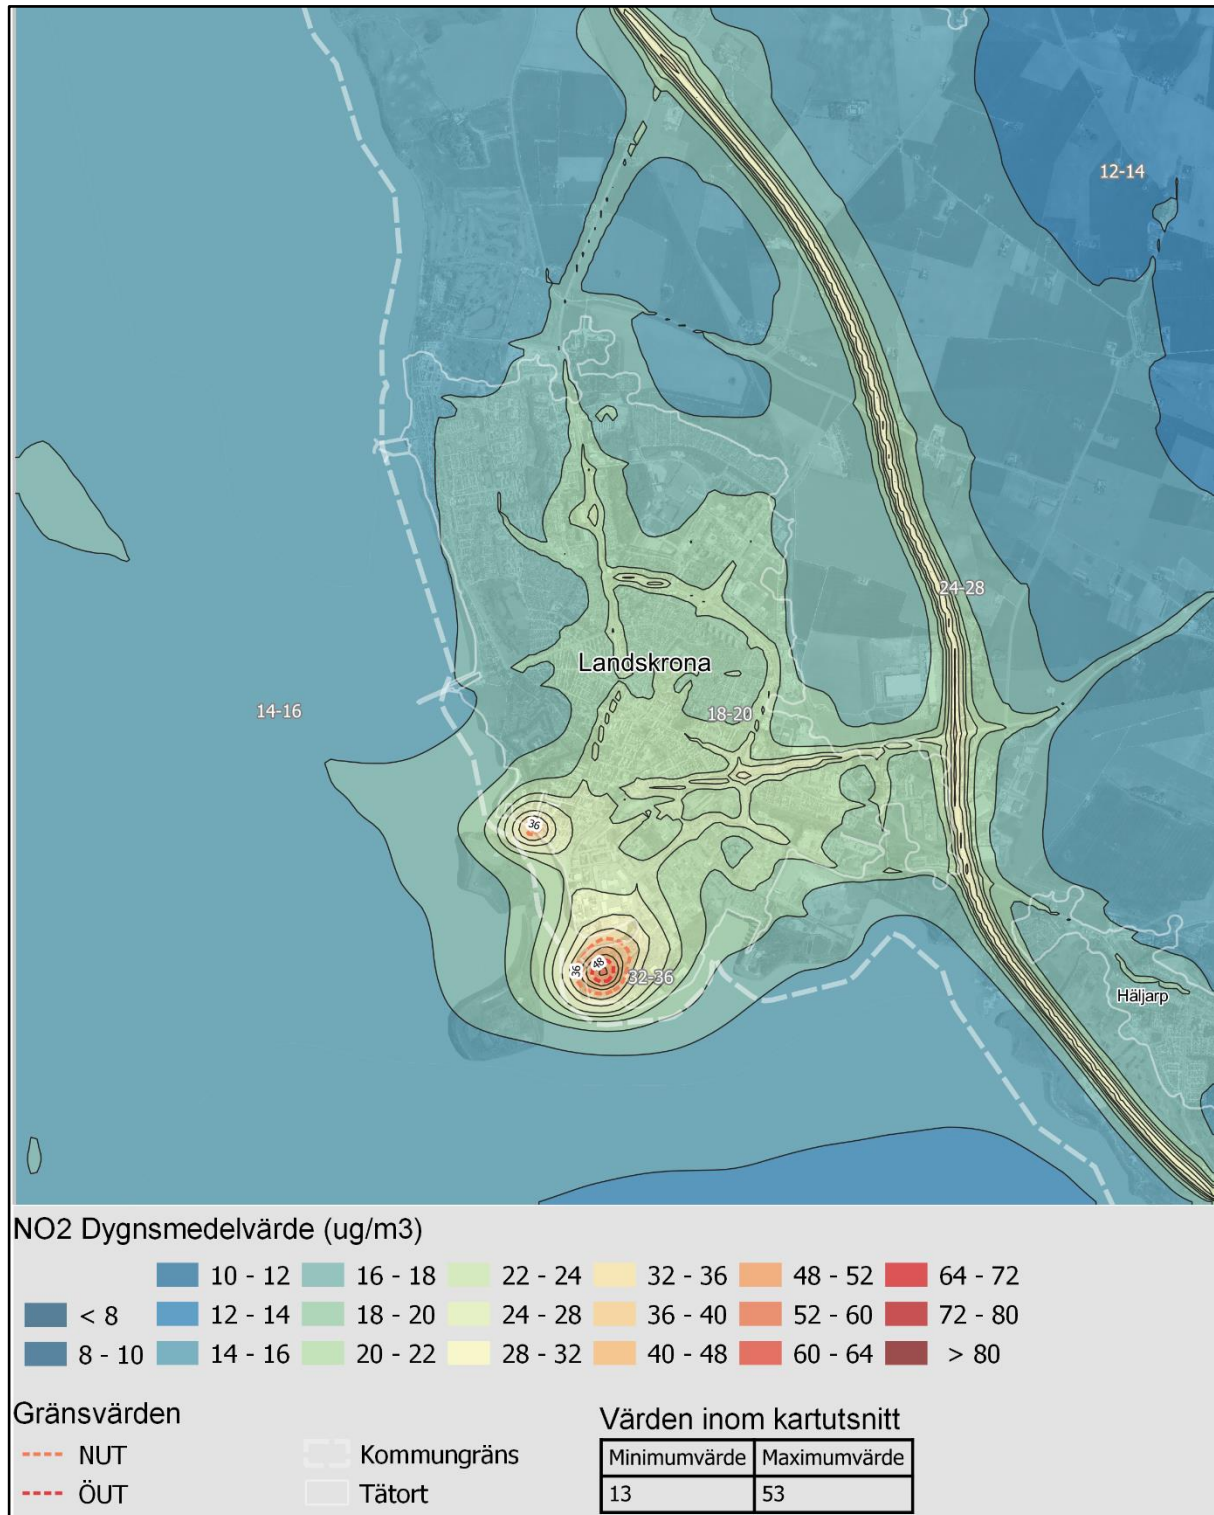 12-14
24-28
Landskrona
14-16
18-20
36
48
36
32-36
Häljarp
NO2 Dygnsmedelvärde (ug/m3)
10 - 12 16 - 18 22 - 24 32 - 36 48 - 52 64 - 72
< 8 12 - 14 18 - 20 24 - 28 36 - 40 52 - 60 72 - 80
8 - 10 14 - 16 20 - 22 28 - 32 40 - 48 60 - 64 > 80
Gränsvärden
NUT
ÖUT
Kommungräns
Tätort
Värden inom kartutsnitt
Minimumvärde Maximumvärde
13 53